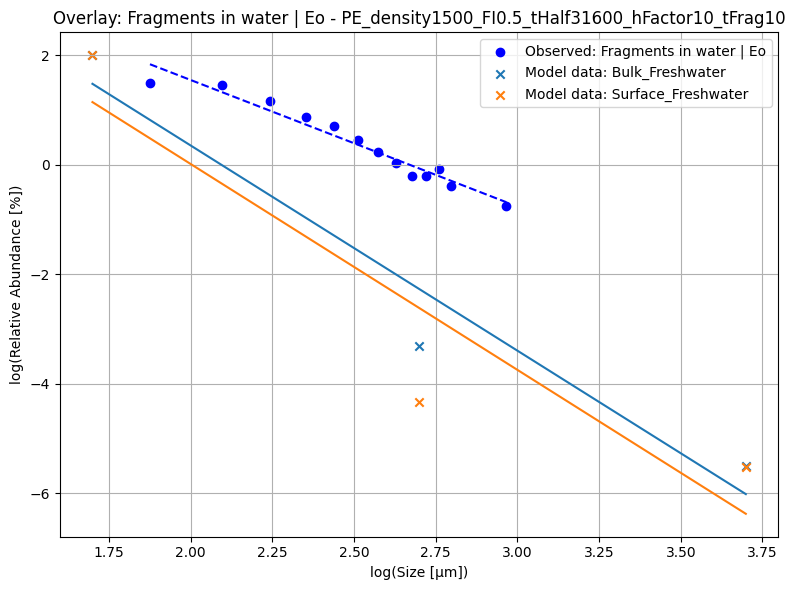 Overlay: Fragments in water | Eo - PE_density1500_FI0.5_tHalf31600_hFactor10_tFrag10
Observed: Fragments in water | Eo
Model data: Bulk_Freshwater
Model data: Surface_Freshwater
log(Relative Abundance [%])
2
0
−2
−4
−6
1.75
2.00
2.25
2.50
2.75
3.00
3.25
3.50
3.75
log(Size [µm])